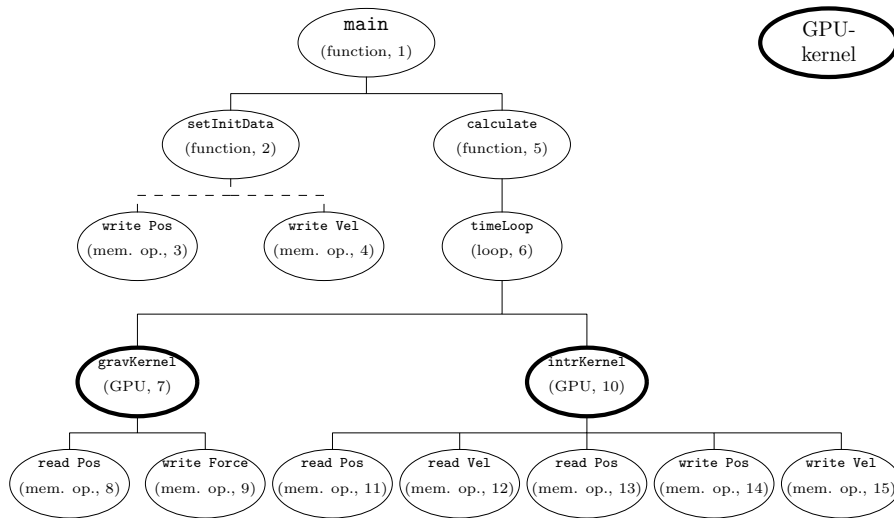 main
(function, 1)
GPU-
kernel
setInitData
(function, 2)
calculate
(function, 5)
write Pos
(mem. op., 3)
write Vel
(mem. op., 4)
timeLoop
(loop, 6)
gravKernel
(GPU, 7)
intrKernel
(GPU, 10)
read Pos
(mem. op., 8)
write Force
(mem. op., 9)
read Pos
(mem. op., 11)
read Vel
(mem. op., 12)
read Pos
(mem. op., 13)
write Pos
(mem. op., 14)
write Vel
(mem. op., 15)